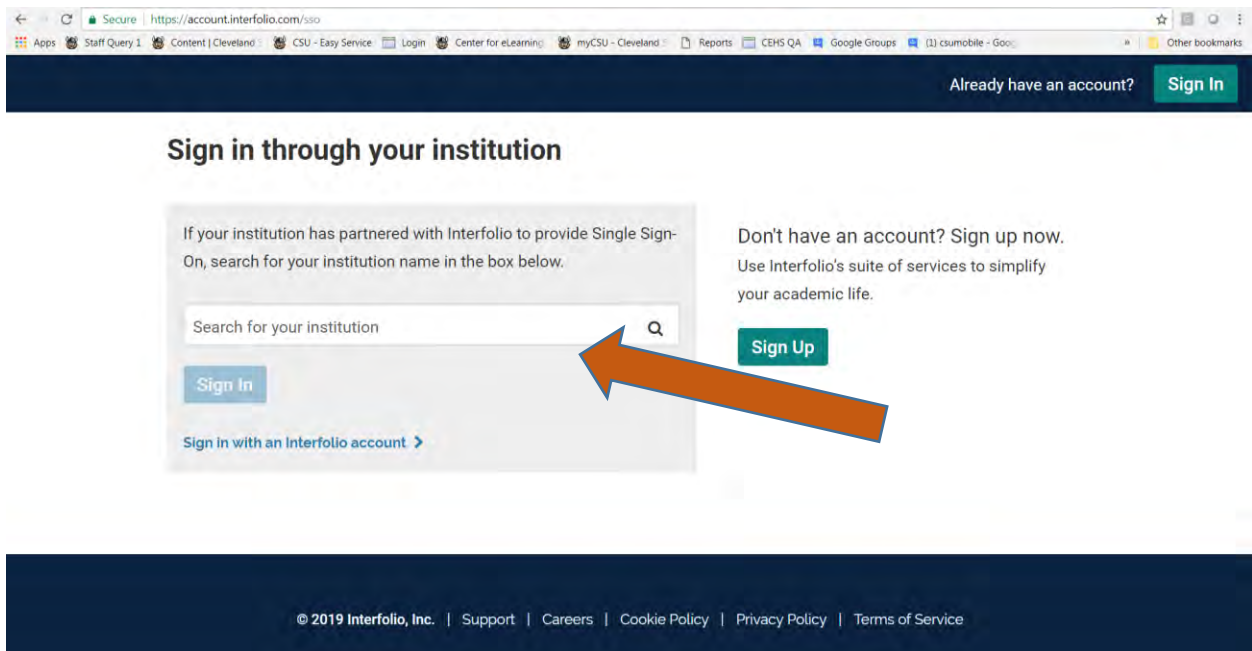 Secure https://account.interfolio.com/sso
Apps Staff Query 1 Content | Cleveland CSU - Easy Service Login Center for eLearning myCSU - Cleveland Reports CEHS QA Google Groups (1) csumobile - Goo » Other bookmarks
Already have an account? Sign In
Sign in through your institution
If your institution has partnered with Interfolio to provide Single Sign-
On, search for your institution name in the box below.
Search for your institution
Sign In
Sign in with an Interfolio account
Don't have an account? Sign up now.
Use Interfolio's suite of services to simplify
your academic life.
Sign Up
© 2019 Interfolio, Inc. | Support | Careers | Cookie Policy | Privacy Policy | Terms of Service